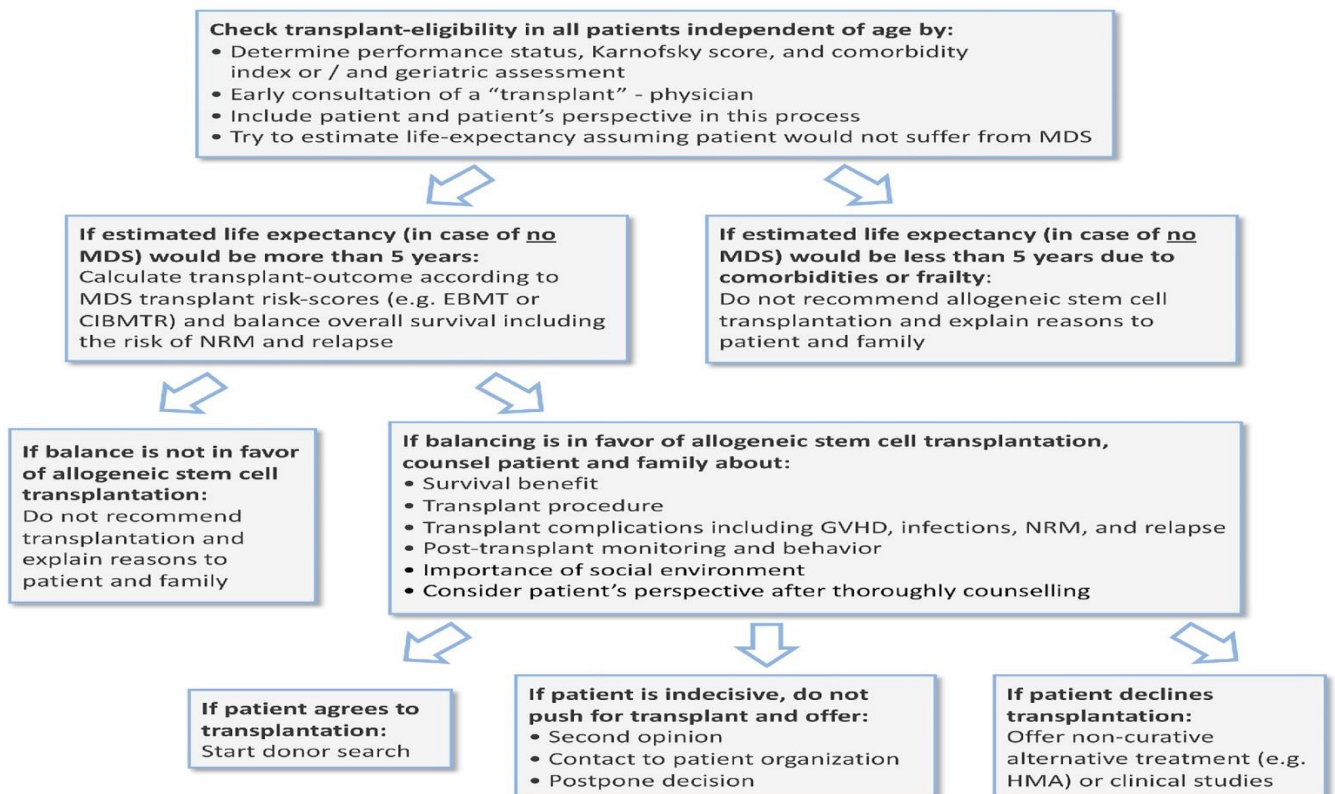 Check transplant-eligibility in all patients independent of age by:
• Determine performance status, Karnofsky score, and comorbidity
index or / and geriatric assessment
• Early consultation of a “transplant” - physician
• Include patient and patient’s perspective in this process
• Try to estimate life-expectancy assuming patient would not suffer from MDS
If estimated life expectancy (in case of no
MDS) would be more than 5 years:
Calculate transplant-outcome according to
MDS transplant risk-scores (e.g. EBMT or
CIBMTR) and balance overall survival including
the risk of NRM and relapse
If estimated life expectancy (in case of no
MDS) would be less than 5 years due to
comorbidities or frailty:
Do not recommend allogeneic stem cell
transplantation and explain reasons to
patient and family
If balance is not in favor
of allogeneic stem cell
transplantation:
Do not recommend
transplantation and
explain reasons to
patient and family
If balancing is in favor of allogeneic stem cell transplantation,
counsel patient and family about:
• Survival benefit
• Transplant procedure
• Transplant complications including GVHD, infections, NRM, and relapse
• Post-transplant monitoring and behavior
• Importance of social environment
• Consider patient’s perspective after thoroughly counselling
If patient agrees to
transplantation:
Start donor search
If patient is indecisive, do not
push for transplant and offer:
• Second opinion
• Contact to patient organization
• Postpone decision
If patient declines
transplantation:
Offer non-curative
alternative treatment (e.g.
HMA) or clinical studies